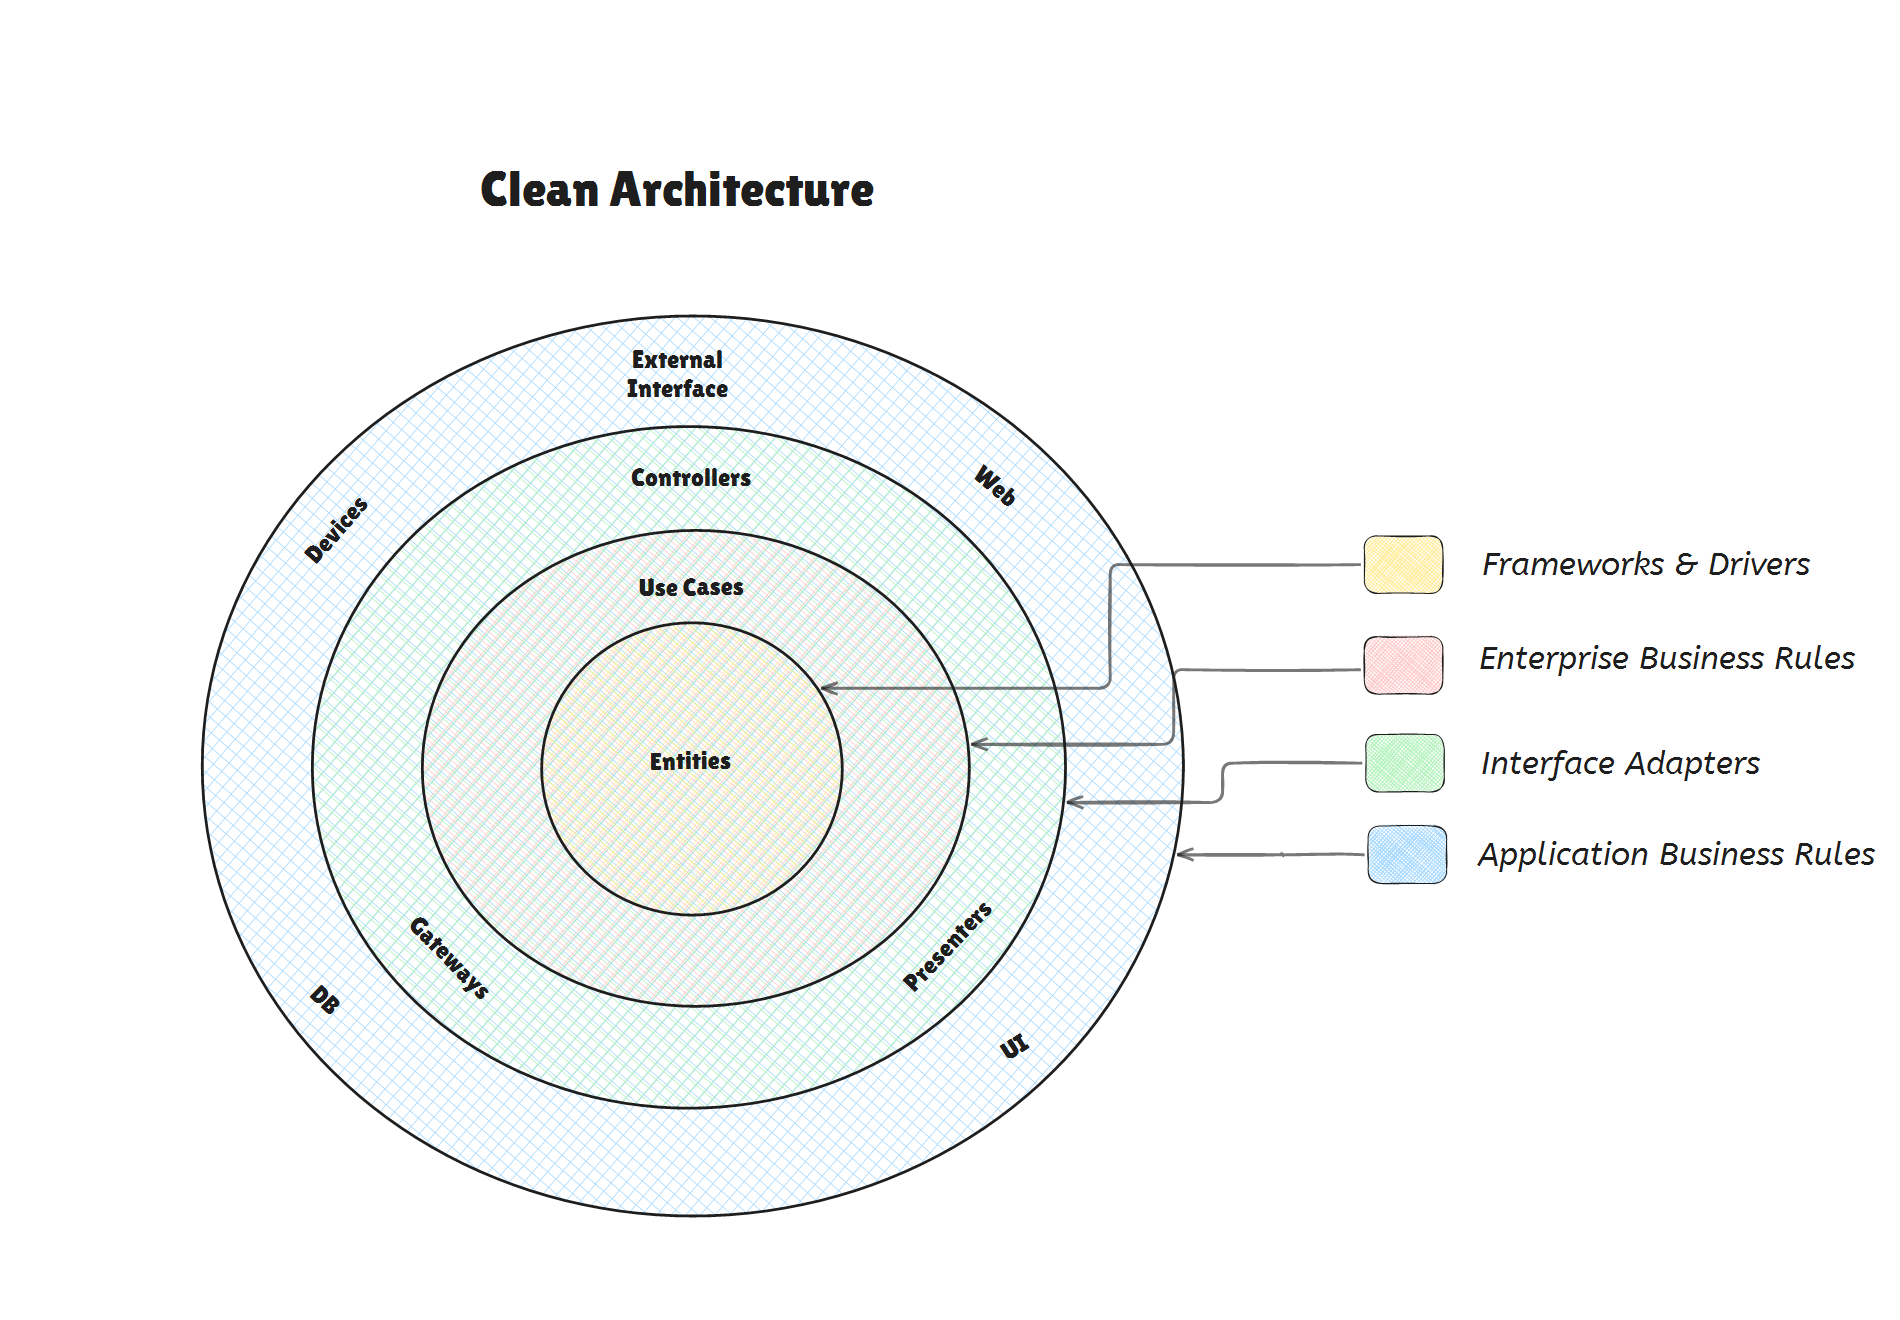 Clean Architecture
External
Interface
Controllers
Web
Devices
Use Cases
Entities
Gateways
Presenters
DB
UI
Frameworks & Drivers
Enterprise Business Rules
Interface Adapters
Application Business Rules